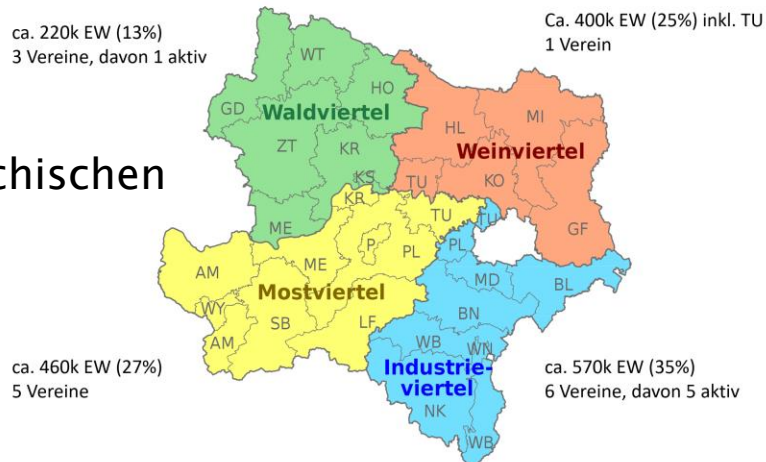 ca. 220k EW (13%)
3 Vereine, davon 1 aktiv
Ca. 400k EW (25%) inkl. TU
1 Verein
chischen
WT
HO
GD
Waldviertel
ZT
KR
KS
KR
ME
HL
MI
Weinviertel
TU
KO
GF
TU
TU
AM
ME
P
PL
PL
Mostviertel
WY
AM
SB
LF
MD
BL
BN
WB
WN
Industrie-
viertel
NK
WB
ca. 460k EW (27%)
5 Vereine
ca. 570k EW (35%)
6 Vereine, davon 5 aktiv